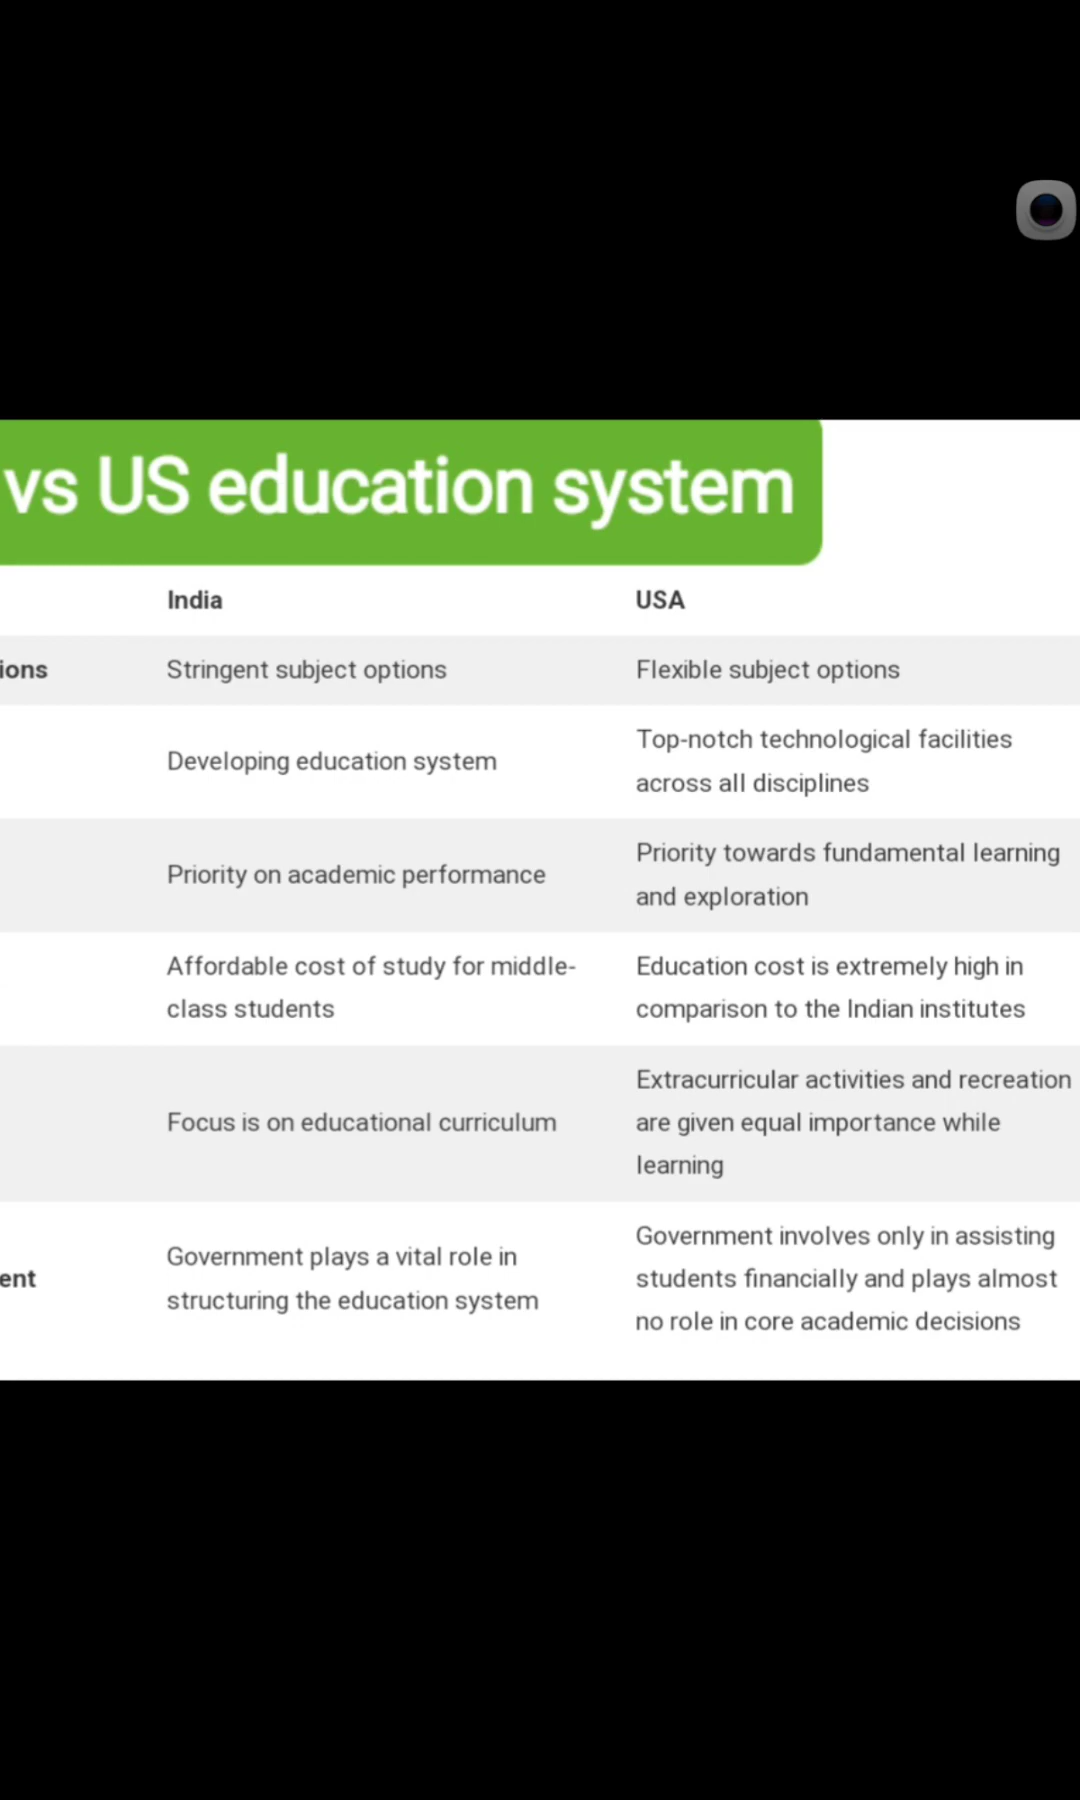 vs US education system
India USA
ions Stringent subject options Flexible subject options
Developing education system
Top-notch technological facilities
across all disciplines
Priority on academic performance
Priority towards fundamental learning
and exploration
Affordable cost of study for middle-
class students
Education cost is extremely high in
comparison to the Indian institutes
Focus is on educational curriculum
Extracurricular activities and recreation
are given equal importance while
learning
ent
Government plays a vital role in
structuring the education system
Government involves only in assisting
students financially and plays almost
no role in core academic decisions